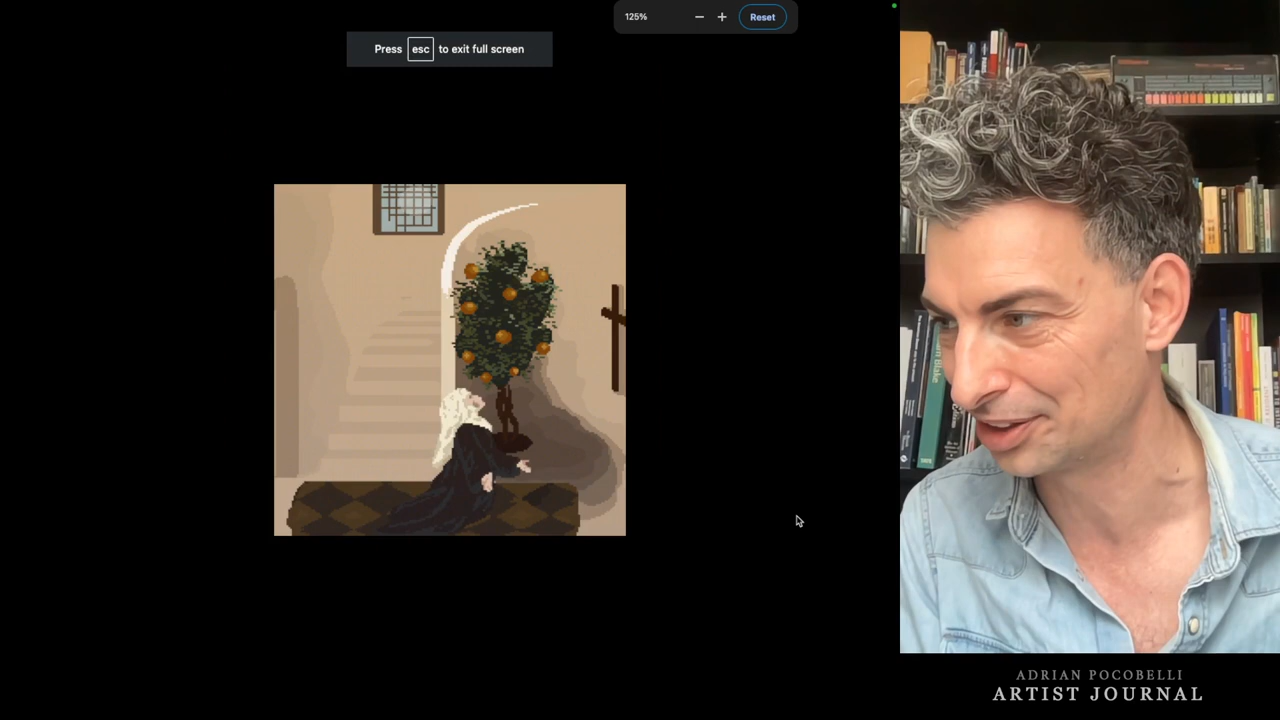 125%
Reset
Press esc to exit full screen
ADRIAN POCOBELLI
ARTIST JOURNAL